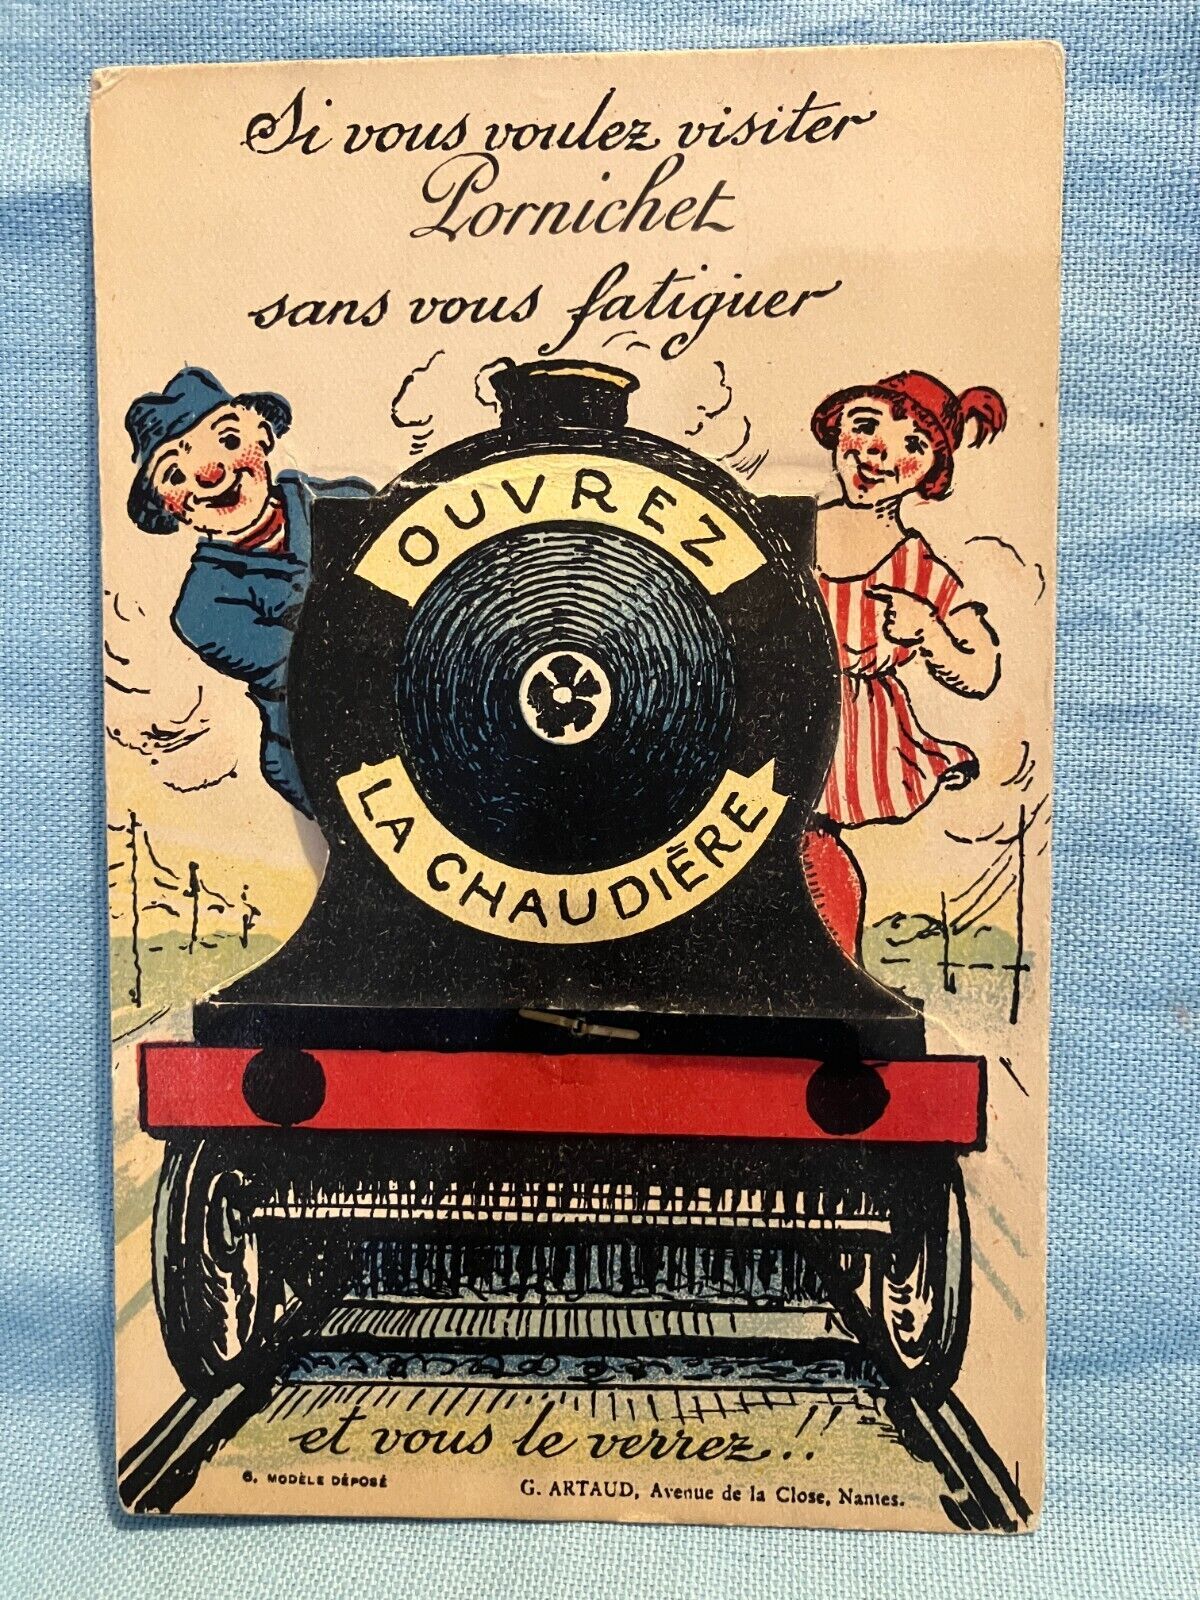 Si vous voulez visiter
Pornichet
sans vous fatiguer
OUVREZ
LA CHAUDIÈRE
et vous le verrez..!!
6. MODÈLE DÉPOSÉ
G. ARTAUD, Avenue de la Close, Nantes.